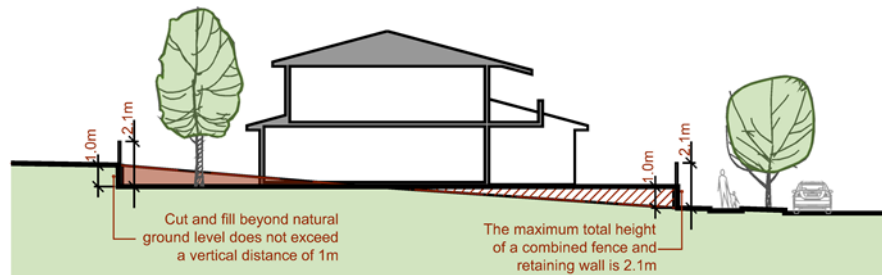 1.0m
2.1m
1.0m
2.1m
Cut and fill beyond natural
ground level does not exceed
a vertical distance of 1m
The maximum total height
of a combined fence and
retaining wall is 2.1m